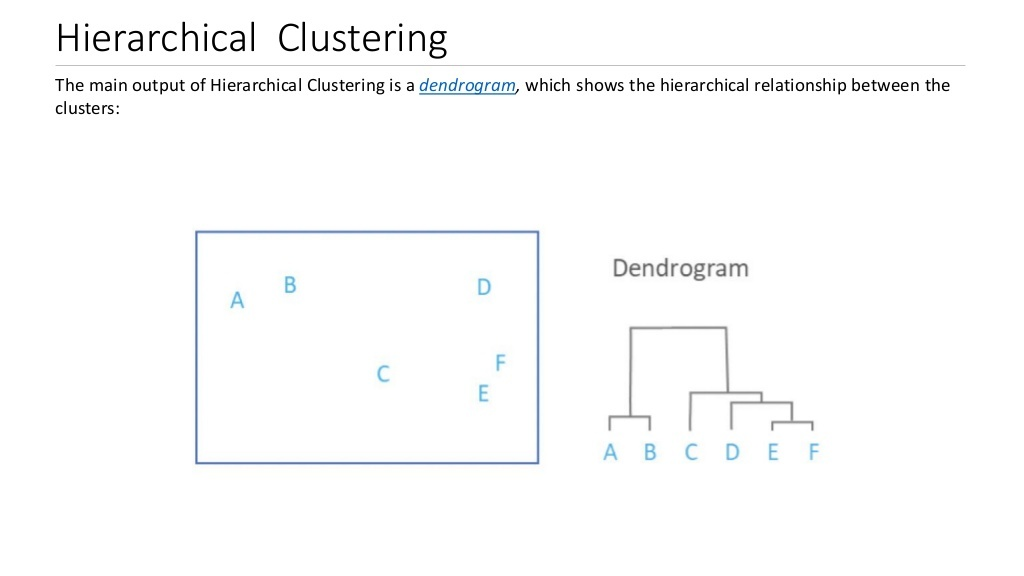 Hierarchical Clustering
The main output of Hierarchical Clustering is a dendrogram, which shows the hierarchical relationship between the
clusters:
Dendrogram
B
D
A
F
C
E
A B C D E F